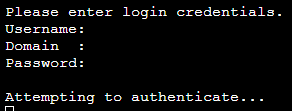 Please enter login credentials.
Username:
Domain  :
Password:
Attempting to authenticate...